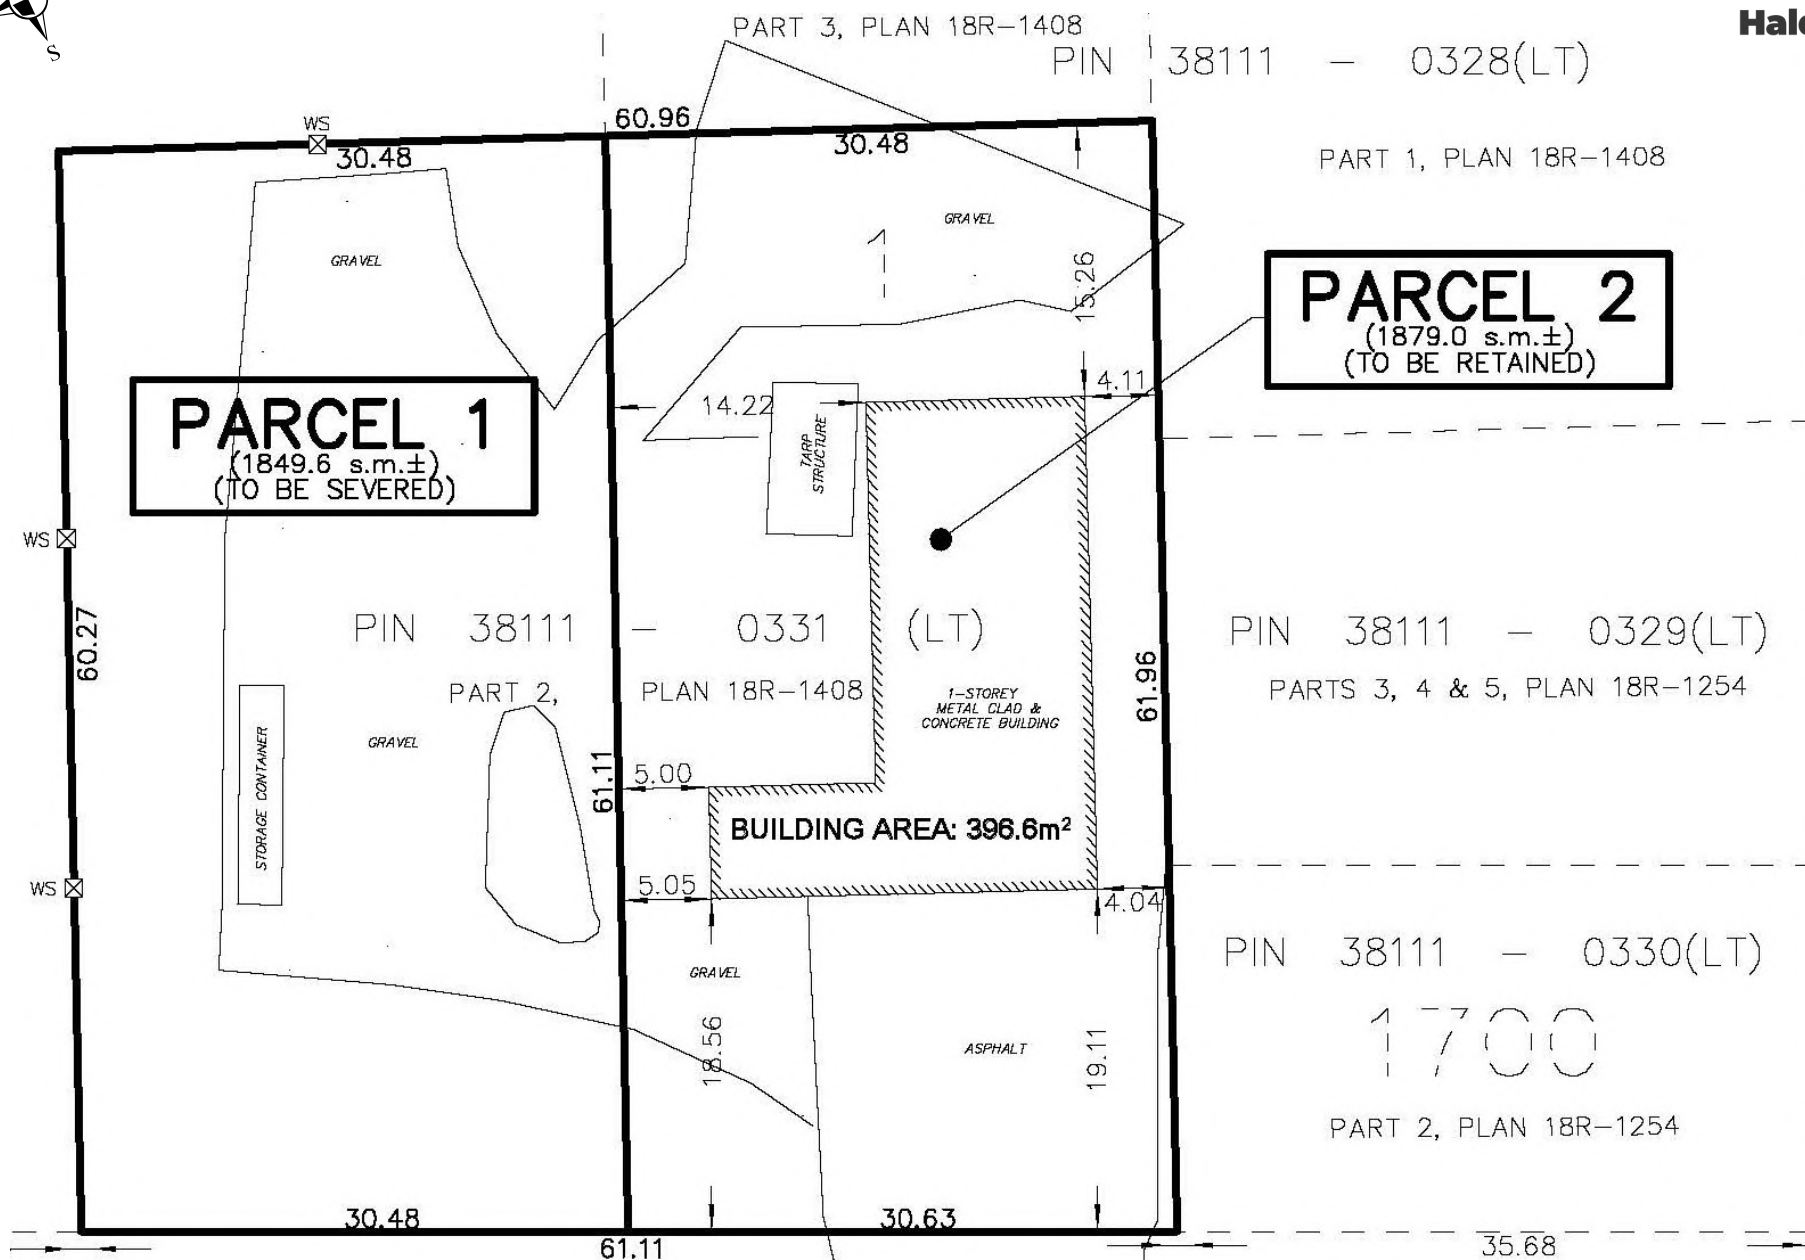 S
PART 3, PLAN 18R-1408
PIN 38111 - 0328(LT)
WS
60.96
30.48
30.48
PART 1, PLAN 18R-1408
GRAVEL
1
GRAVEL
15.26
PARCEL 2
(1879.0 s.m.±)
(TO BE RETAINED)
PARCEL 1
(1849.6 s.m.±)
(TO BE SEVERED)
14.22
4.11
TARP
STRUCTURE
WS
60.27
PIN 38111 - 0331 (LT)
PART 2, PLAN 18R-1408
PIN 38111 - 0329(LT)
PARTS 3, 4 & 5, PLAN 18R-1254
61.96
1-STOREY
METAL CLAD &
CONCRETE BUILDING
GRAVEL
STORAGE CONTAINER
61.11
5.00
BUILDING AREA: 396.6m²
WS
5.05
4.04
PIN 38111 - 0330(LT)
1700
PART 2, PLAN 18R-1254
GRAVEL
18.56
ASPHALT
19.11
30.48
30.63
61.11
35.68